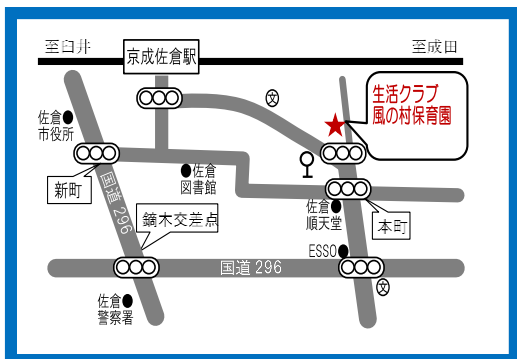 至臼井
京成佐倉駅
至成田
生活クラブ
風の村保育園
文
佐倉
市役所
佐倉
図書館
新町
国道296
鏑木交差点
佐倉
順天堂
本町
ESSO
国道296
文
佐倉
警察署